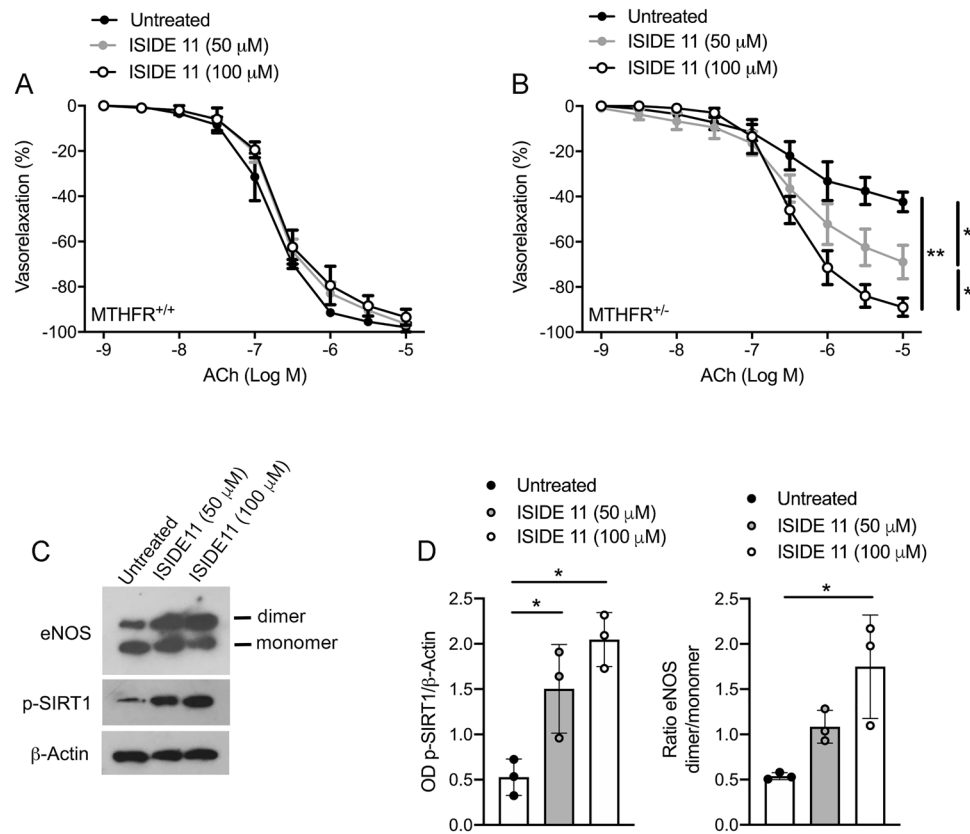 Untreated
ISIDE 11 (50 μM)
ISIDE 11 (100 μM)
A
0
-20
-40
-60
-80
-100
Vasorelaxation (%)
MTHFR+/+
-9 -8 -7 -6 -5
ACh (Log M)
Untreated
ISIDE 11 (50 μM)
ISIDE 11 (100 μM)
B
0
-20
-40
-60
-80
-100
Vasorelaxation (%)
MTHFR+/-
** * *
-9 -8 -7 -6 -5
ACh (Log M)
C
Untreated
ISIDE11 (50 μM)
ISIDE11 (100 μM)
eNOS
dimer
monomer
p-SIRT1
β-Actin
D
Untreated
ISIDE 11 (50 μM)
ISIDE 11 (100 μM)
*
*
2.5
2.0
1.5
1.0
0.5
0.0
OD p-SIRT1/β-Actin
Untreated
ISIDE 11 (50 μM)
ISIDE 11 (100 μM)
*
2.5
2.0
1.5
1.0
0.5
0.0
Ratio eNOS
dimer/monomer